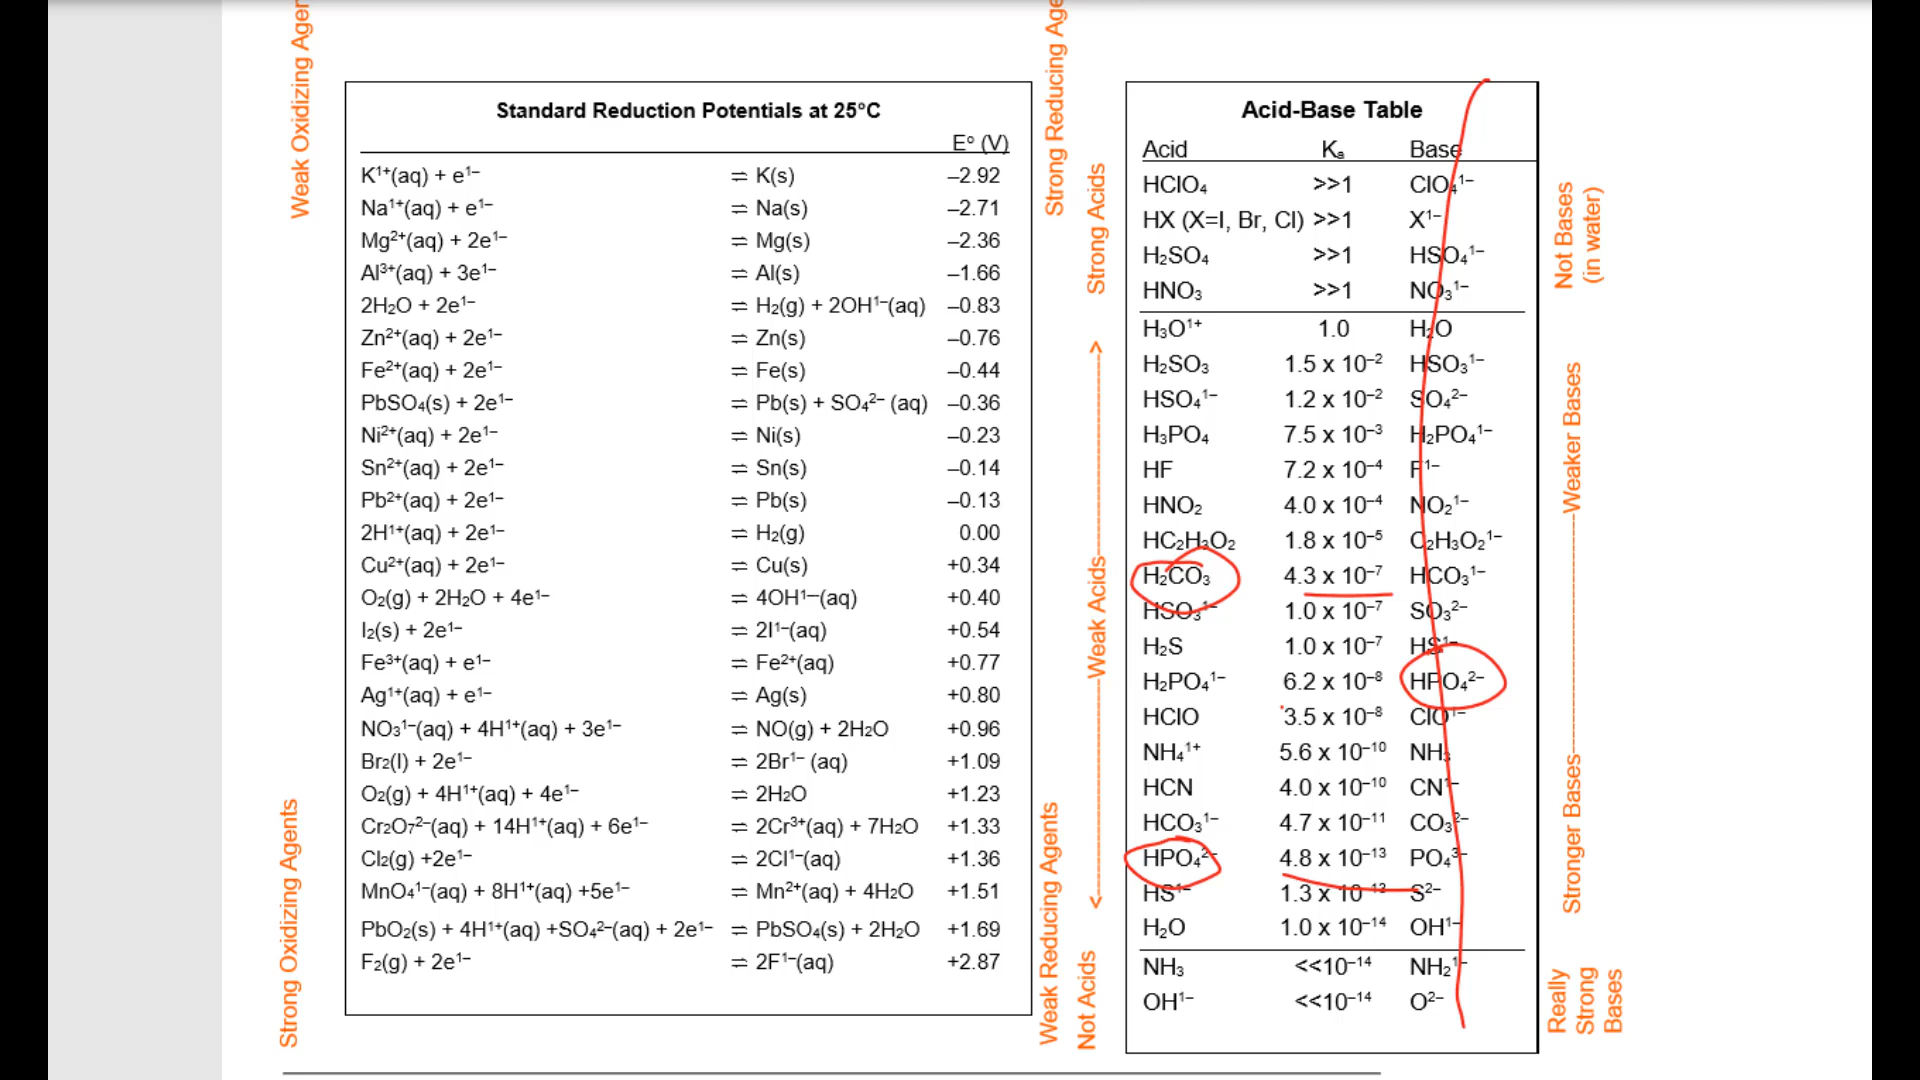 Weak Oxidizing Agen
Strong Oxidizing Agents
Standard Reduction Potentials at 25°C
E° (V)
K¹⁺(aq) + e¹⁻ ⇌ K(s) –2.92
Na¹⁺(aq) + e¹⁻ ⇌ Na(s) –2.71
Mg²⁺(aq) + 2e¹⁻ ⇌ Mg(s) –2.36
Al³⁺(aq) + 3e¹⁻ ⇌ Al(s) –1.66
2H₂O + 2e¹⁻ ⇌ H₂(g) + 2OH¹⁻(aq) –0.83
Zn²⁺(aq) + 2e¹⁻ ⇌ Zn(s) –0.76
Fe²⁺(aq) + 2e¹⁻ ⇌ Fe(s) –0.44
PbSO₄(s) + 2e¹⁻ ⇌ Pb(s) + SO₄²⁻ (aq) –0.36
Ni²⁺(aq) + 2e¹⁻ ⇌ Ni(s) –0.23
Sn²⁺(aq) + 2e¹⁻ ⇌ Sn(s) –0.14
Pb²⁺(aq) + 2e¹⁻ ⇌ Pb(s) –0.13
2H¹⁺(aq) + 2e¹⁻ ⇌ H₂(g) 0.00
Cu²⁺(aq) + 2e¹⁻ ⇌ Cu(s) +0.34
O₂(g) + 2H₂O + 4e¹⁻ ⇌ 4OH¹⁻(aq) +0.40
I₂(s) + 2e¹⁻ ⇌ 2I¹⁻(aq) +0.54
Fe³⁺(aq) + e¹⁻ ⇌ Fe²⁺(aq) +0.77
Ag¹⁺(aq) + e¹⁻ ⇌ Ag(s) +0.80
NO₃¹⁻(aq) + 4H¹⁺(aq) + 3e¹⁻ ⇌ NO(g) + 2H₂O +0.96
Br₂(l) + 2e¹⁻ ⇌ 2Br¹⁻ (aq) +1.09
O₂(g) + 4H¹⁺(aq) + 4e¹⁻ ⇌ 2H₂O +1.23
Cr₂O₇²⁻(aq) + 14H¹⁺(aq) + 6e¹⁻ ⇌ 2Cr³⁺(aq) + 7H₂O +1.33
Cl₂(g) +2e¹⁻ ⇌ 2Cl¹⁻(aq) +1.36
MnO₄¹⁻(aq) + 8H¹⁺(aq) +5e¹⁻ ⇌ Mn²⁺(aq) + 4H₂O +1.51
PbO₂(s) + 4H¹⁺(aq) +SO₄²⁻(aq) + 2e¹⁻ ⇌ PbSO₄(s) + 2H₂O +1.69
F₂(g) + 2e¹⁻ ⇌ 2F¹⁻(aq) +2.87
Strong Reducing Age
Weak Reducing Agents
Strong Acids
Weak Acids
Not Acids
Acid-Base Table
Acid Kₐ Base
HClO₄ >>1 ClO₄¹⁻
HX (X=I, Br, Cl) >>1 X¹⁻
H₂SO₄ >>1 HSO₄¹⁻
HNO₃ >>1 NO₃¹⁻
H₃O¹⁺ 1.0 H₂O
H₂SO₃ 1.5 x 10⁻² HSO₃¹⁻
HSO₄¹⁻ 1.2 x 10⁻² SO₄²⁻
H₃PO₄ 7.5 x 10⁻³ H₂PO₄¹⁻
HF 7.2 x 10⁻⁴ F¹⁻
HNO₂ 4.0 x 10⁻⁴ NO₂¹⁻
HC₂H₃O₂ 1.8 x 10⁻⁵ C₂H₃O₂¹⁻
H₂CO₃ 4.3 x 10⁻⁷ HCO₃¹⁻
HSO₃¹⁻ 1.0 x 10⁻⁷ SO₃²⁻
H₂S 1.0 x 10⁻⁷ HS¹⁻
H₂PO₄¹⁻ 6.2 x 10⁻⁸ HPO₄²⁻
HClO 3.5 x 10⁻⁸ ClO¹⁻
NH₄¹⁺ 5.6 x 10⁻¹⁰ NH₃
HCN 4.0 x 10⁻¹⁰ CN¹⁻
HCO₃¹⁻ 4.7 x 10⁻¹¹ CO₃²⁻
HPO₄²⁻ 4.8 x 10⁻¹³ PO₄³⁻
HS¹⁻ 1.3 x 10⁻¹³ S²⁻
H₂O 1.0 x 10⁻¹⁴ OH¹⁻
NH₃ <<10⁻¹⁴ NH₂¹⁻
OH¹⁻ <<10⁻¹⁴ O²⁻
Not Bases
(in water)
Weaker Bases
Stronger Bases
Really
Strong
Bases